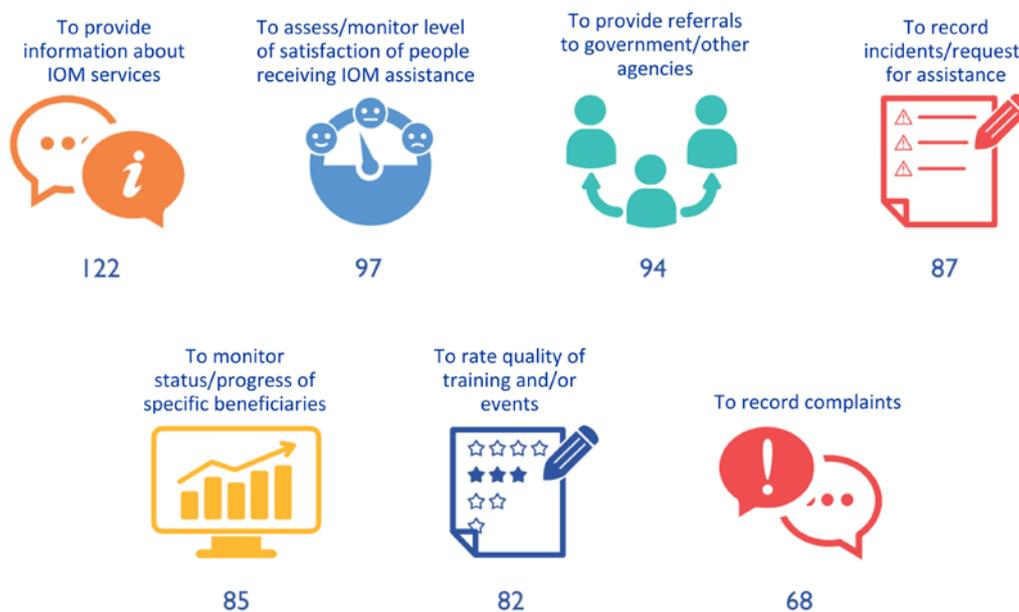 To provide
information about
IOM services
To assess/monitor level
of satisfaction of people
receiving IOM assistance
To provide referrals
to government/other
agencies
To record
incidents/request
for assistance
i
122
97
94
87
To monitor
status/progress of
specific beneficiaries
To rate quality of
training and/or
events
To record complaints
!
85
82
68